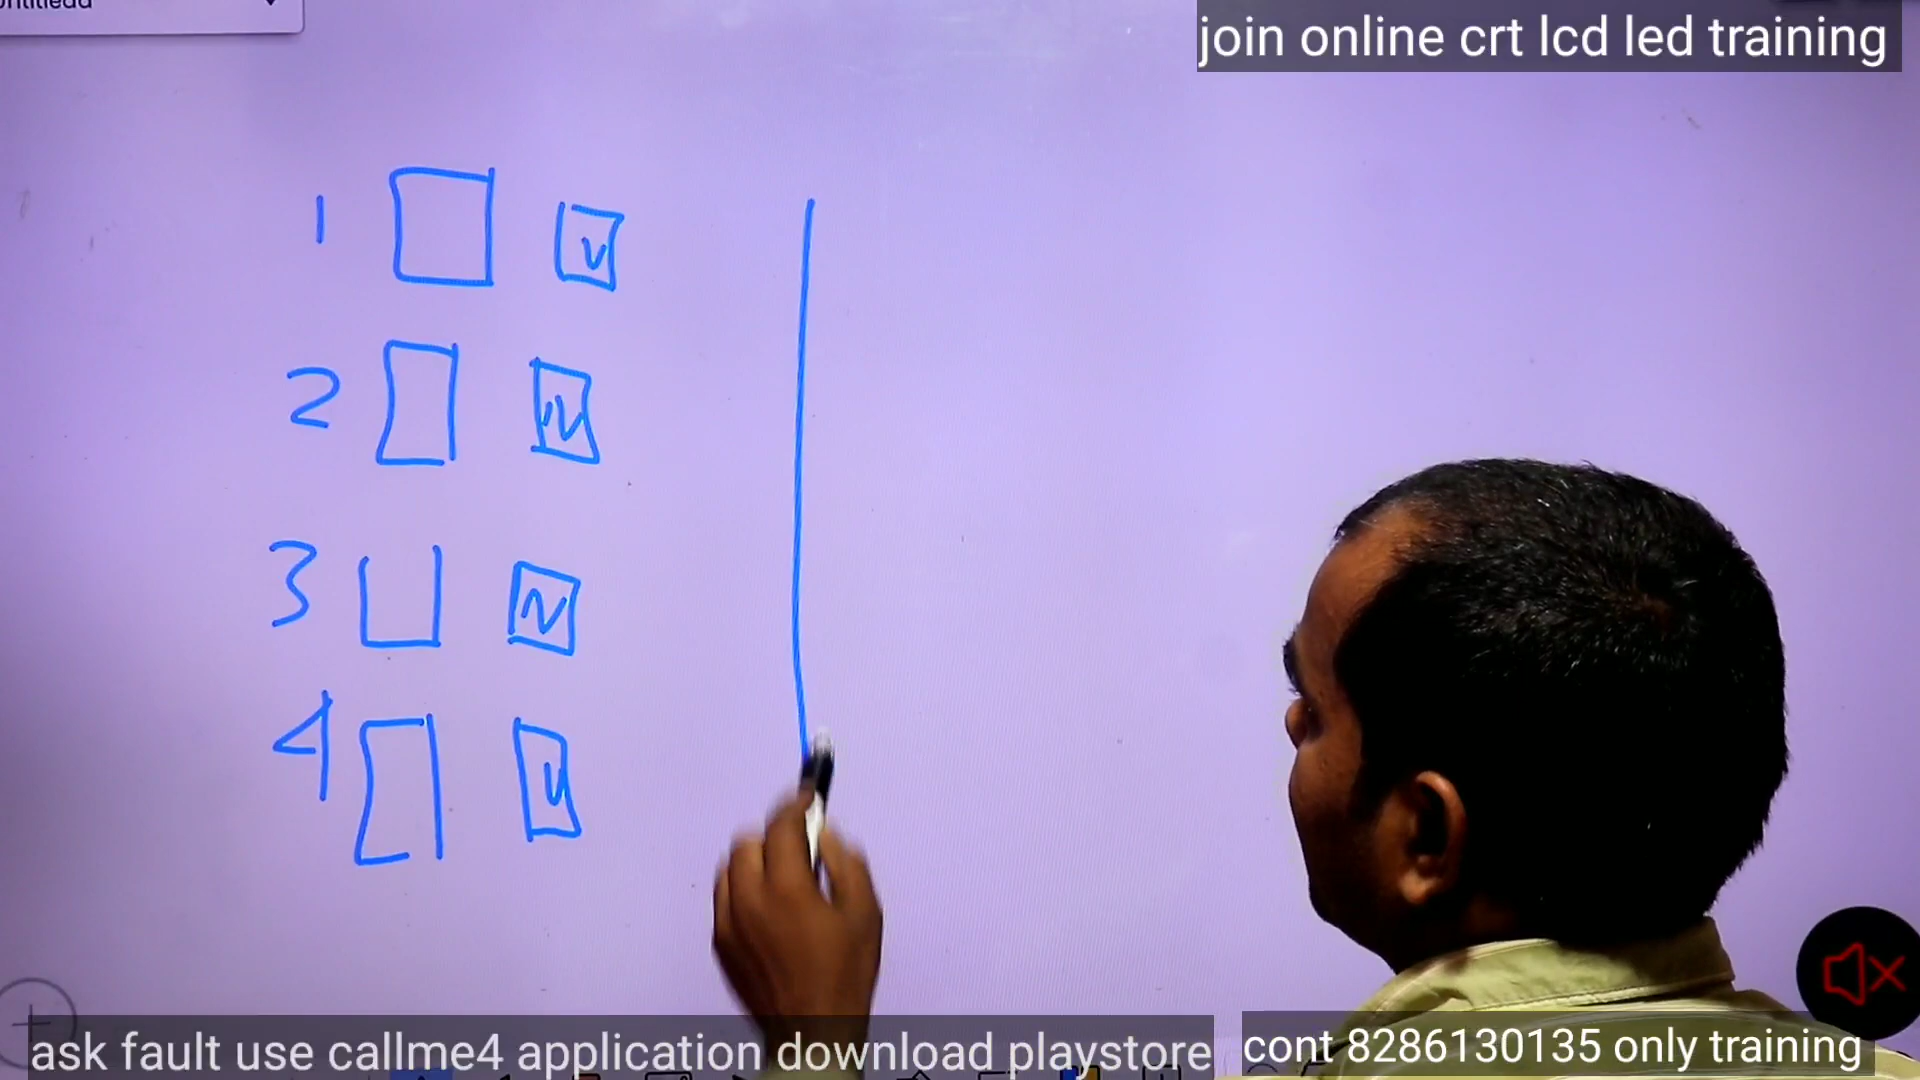 join online crt lcd led training
1 v
2 N
3 N
4 v
ask fault use callme4 application download playstore
cont 8286130135 only training